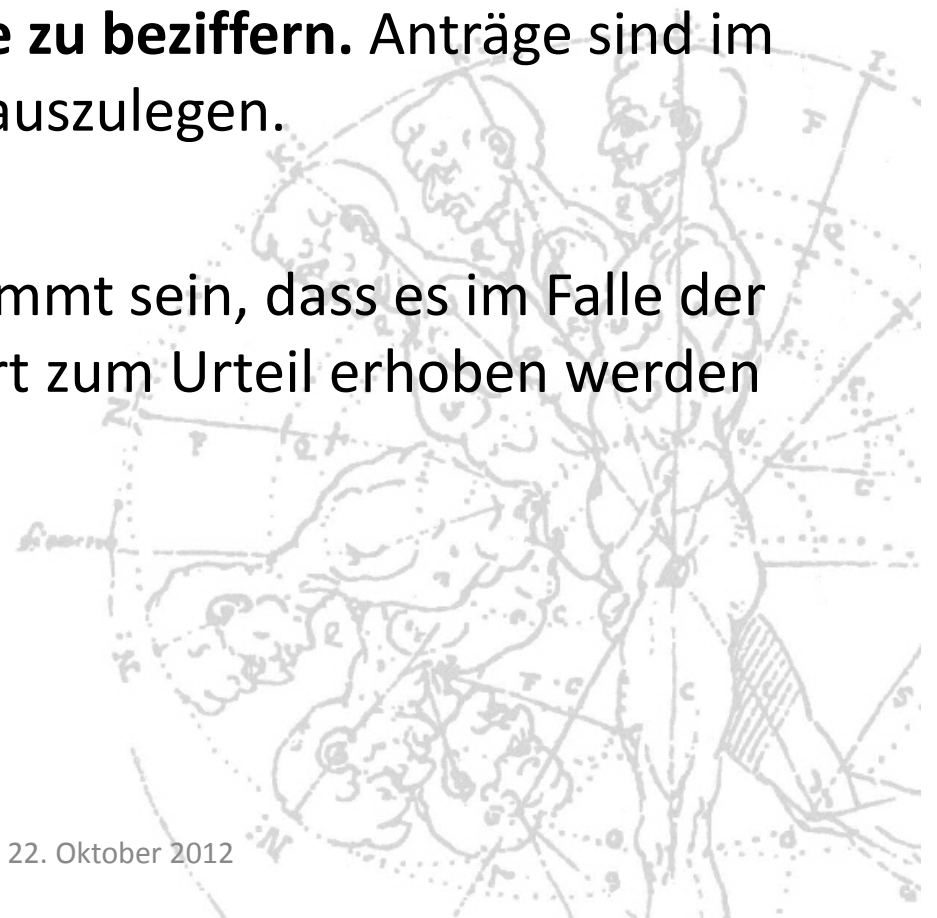 e zu beziffern. Anträge sind im
auszulegen.
mmt sein, dass es im Falle der
rt zum Urteil erhoben werden
22. Oktober 2012